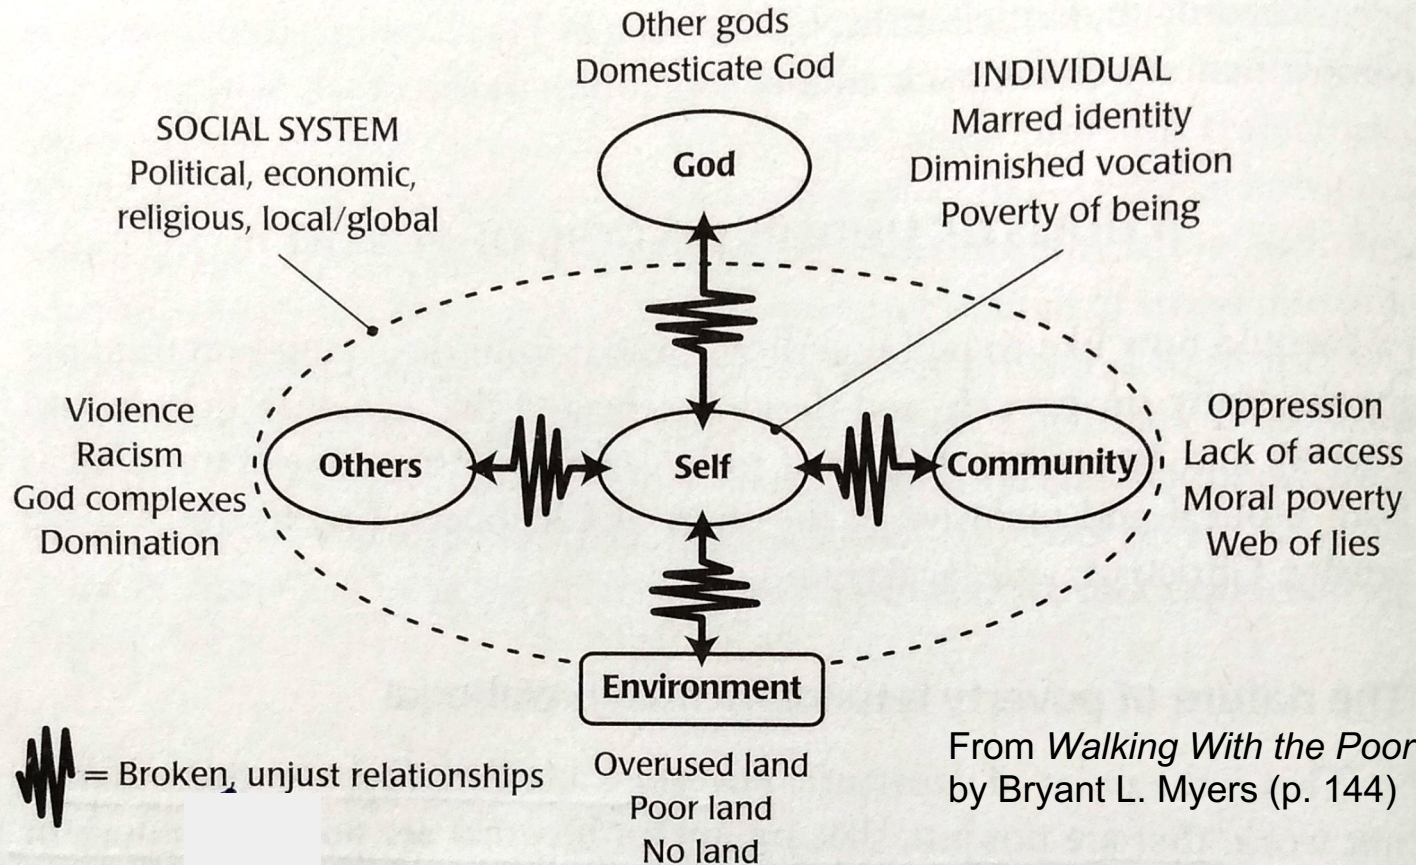 Other gods
Domesticate God
INDIVIDUAL
Marred identity
Diminished vocation
Poverty of being
SOCIAL SYSTEM
Political, economic,
religious, local/global
God
Violence
Racism
God complexes
Domination
Others
Self
Community
Oppression
Lack of access
Moral poverty
Web of lies
Environment
= Broken, unjust relationships
Overused land
Poor land
No land
From Walking With the Poor
by Bryant L. Myers (p. 144)